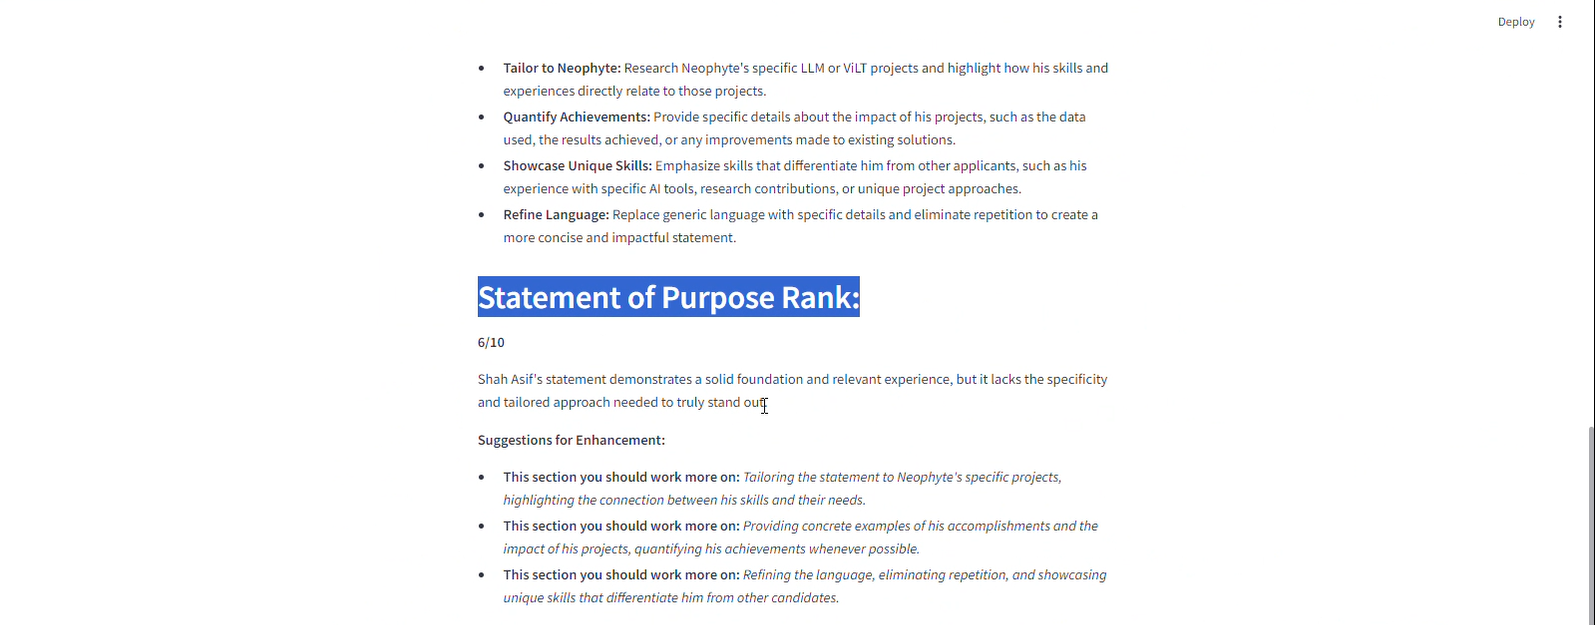 Deploy
Tailor to Neophyte: Research Neophyte's specific LLM or ViLT projects and highlight how his skills and
experiences directly relate to those projects.
Quantify Achievements: Provide specific details about the impact of his projects, such as the data
used, the results achieved, or any improvements made to existing solutions.
Showcase Unique Skills: Emphasize skills that differentiate him from other applicants, such as his
experience with specific AI tools, research contributions, or unique project approaches.
Refine Language: Replace generic language with specific details and eliminate repetition to create a
more concise and impactful statement.
Statement of Purpose Rank:
6/10
Shah Asif's statement demonstrates a solid foundation and relevant experience, but it lacks the specificity
and tailored approach needed to truly stand out.
Suggestions for Enhancement:
This section you should work more on: Tailoring the statement to Neophyte's specific projects,
highlighting the connection between his skills and their needs.
This section you should work more on: Providing concrete examples of his accomplishments and the
impact of his projects, quantifying his achievements whenever possible.
This section you should work more on: Refining the language, eliminating repetition, and showcasing
unique skills that differentiate him from other candidates.